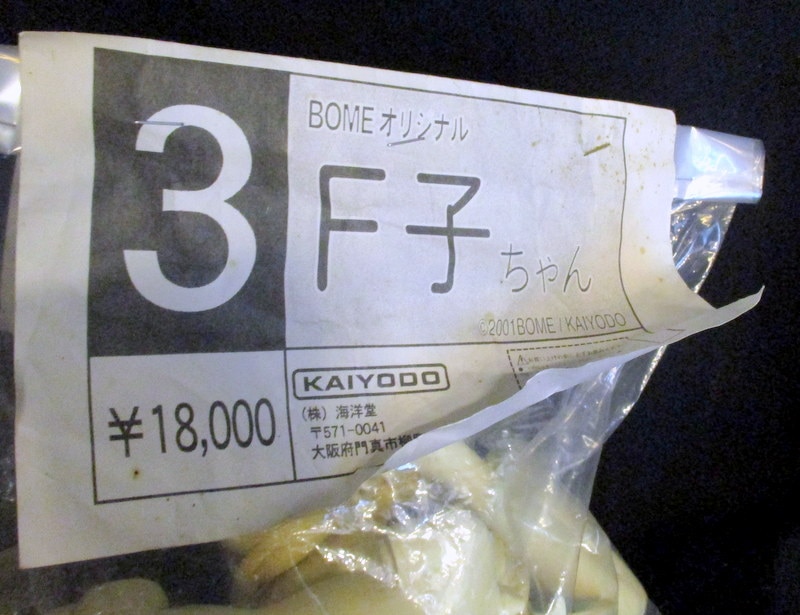 3
BOMEオリジナル
F子
ちゃん
©2001BOME/KAIYODO
¥18,000
KAIYODO
(株) 海洋堂
〒571-0041
大阪府門真市柳